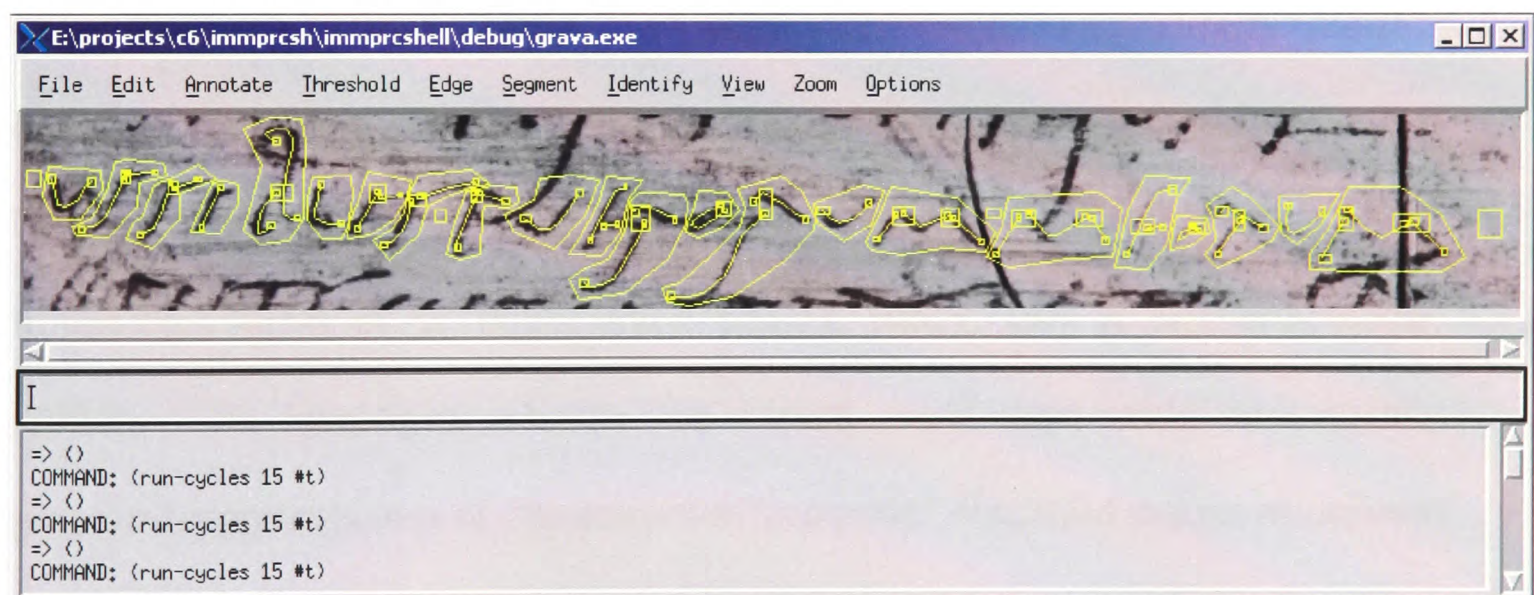 E:\projects\c6\immprcsh\immprcshell\debug\grava.exe
File Edit Annotate Threshold Edge Segment Identify View Zoom Options
=> ()
COMMAND: (run-cycles 15 #t)
=> ()
COMMAND: (run-cycles 15 #t)
=> ()
COMMAND: (run-cycles 15 #t)